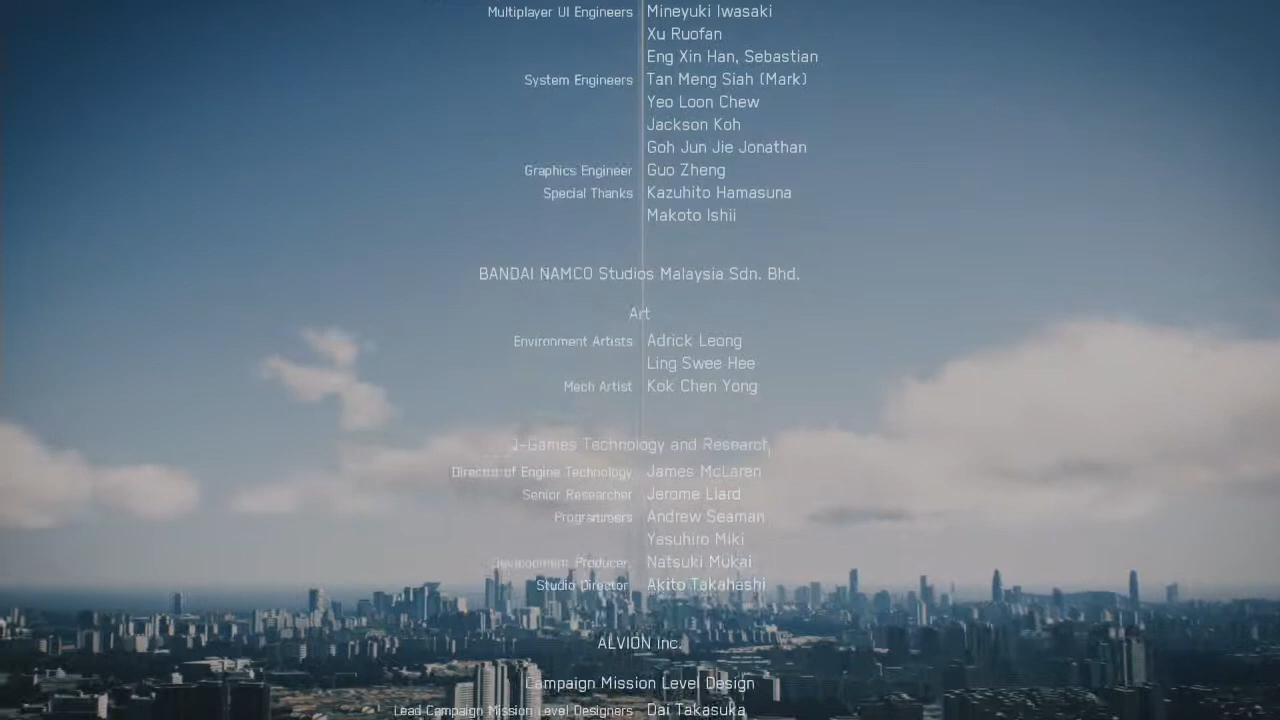 Multiplayer UI Engineers Mineyuki Iwasaki
Xu Ruofan
Eng Xin Han, Sebastian
System Engineers Tan Meng Siah (Mark)
Yeo Loon Chew
Jackson Koh
Goh Jun Jie Jonathan
Graphics Engineer Guo Zheng
Special Thanks Kazuhito Hamasuna
Makoto Ishii
BANDAI NAMCO Studios Malaysia Sdn. Bhd.
Art
Environment Artists Adrick Leong
Ling Swee Hee
Mech Artist Kok Chen Yong
J-Games Technology and Research
Director of Engine Technology James McLaren
Senior Researcher Jerome Liard
Programmers Andrew Seaman
Yasuhiro Miki
Development Producer Natsuki Mukai
Studio Director Akito Takahashi
ALVION inc.
Campaign Mission Level Design
Lead Campaign Mission Level Designers Dai Takasuka